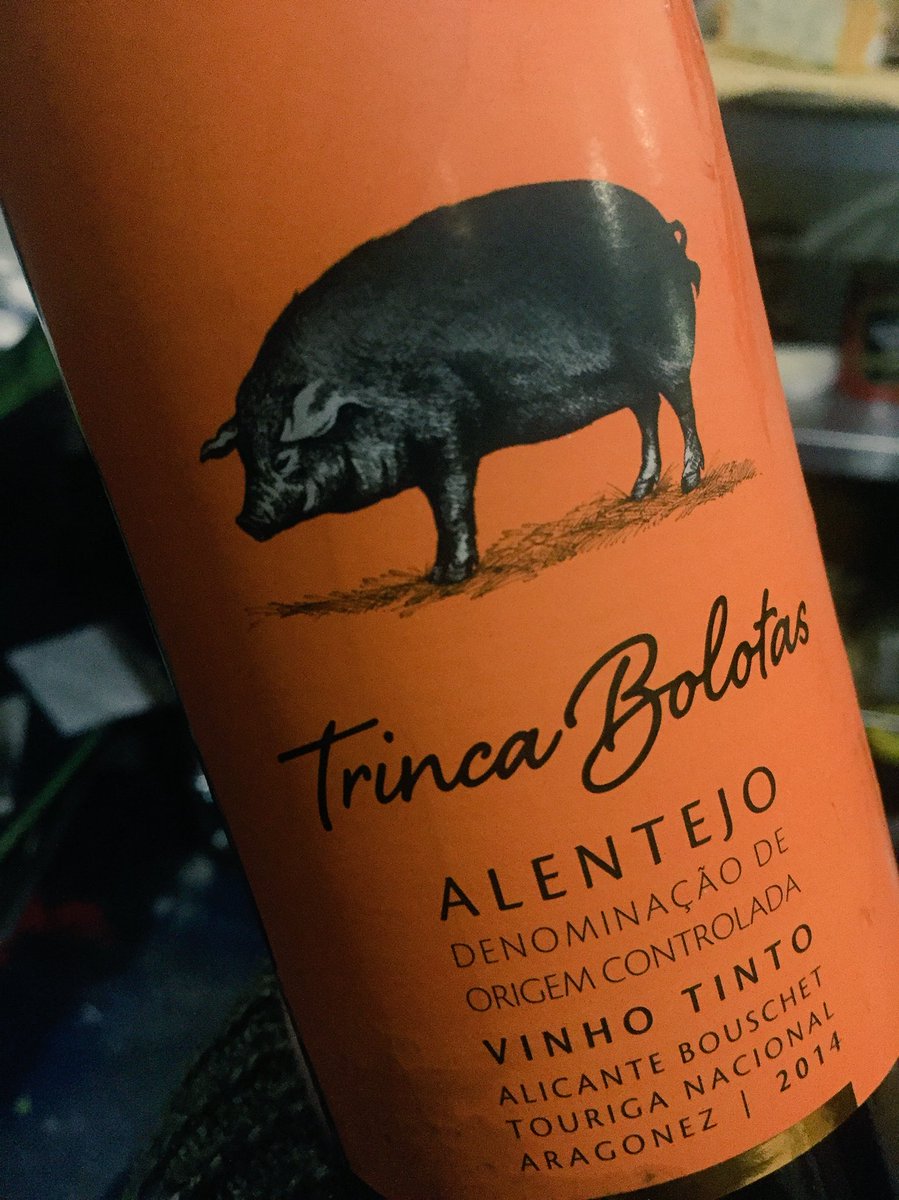 Trinca Bolotas
ALENTEJO
DENOMINAÇÃO DE
ORIGEM CONTROLADA
VINHO TINTO
ALICANTE BOUSCHET
TOURIGA NACIONAL
ARAGONEZ | 2014